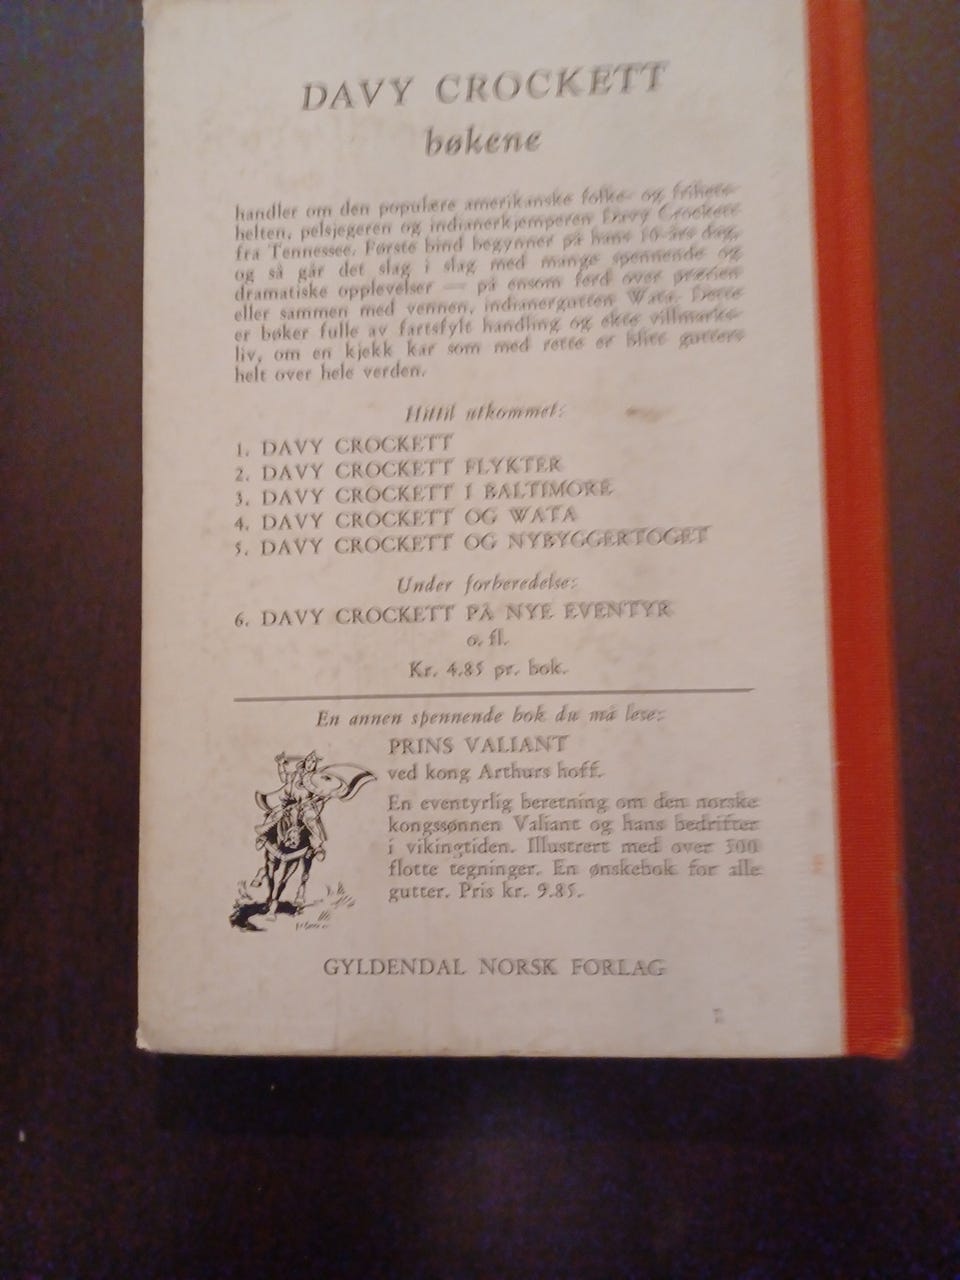 DAVY CROCKETT
bøkene
handler om den populære amerikanske folke- og frihets-
helten, pelsjegeren og indianerkjemperen Davy Crockett
fra Tennessee. Første bind begynner på hans 10-års dag,
og så går det slag i slag med mange spennende og
dramatiske opplevelser — på ensom ferd over prærien
eller sammen med vennen, indianergutten Wata. Dette
er bøker fulle av fartsfylt handling og ekte villmarks-
liv, om en kjekk kar som med rette er blitt gutters
helt over hele verden.
Hittil utkommet:
1. DAVY CROCKETT
2. DAVY CROCKETT FLYKTER
3. DAVY CROCKETT I BALTIMORE
4. DAVY CROCKETT OG WATA
5. DAVY CROCKETT OG NYBYGGERTOGET
Under forberedelse:
6. DAVY CROCKETT PÅ NYE EVENTYR
o. fl.
Kr. 4.85 pr. bok.
En annen spennende bok du må lese:
PRINS VALIANT
ved kong Arthurs hoff.
En eventyrlig beretning om den norske
kongssønnen Valiant og hans bedrifter
i vikingtiden. Illustrert med over 300
flotte tegninger. En ønskebok for alle
gutter. Pris kr. 9.85.
GYLDENDAL NORSK FORLAG